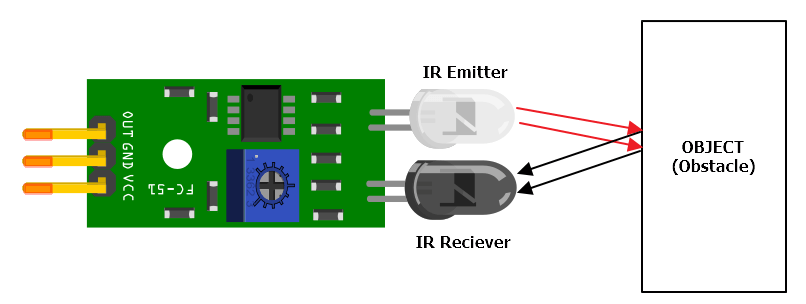 IR Emitter
OUT
GND
VCC
FC-51
IR Reciever
OBJECT
(Obstacle)